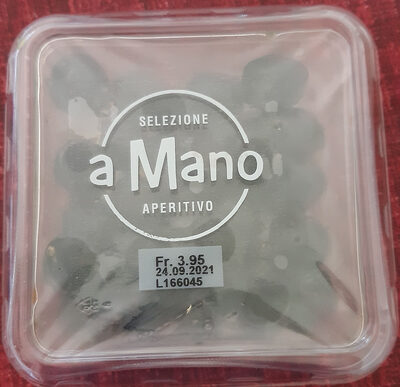 SELEZIONE
a Mano
APERITIVO
Fr. 3.95
24.09.2021
L166045